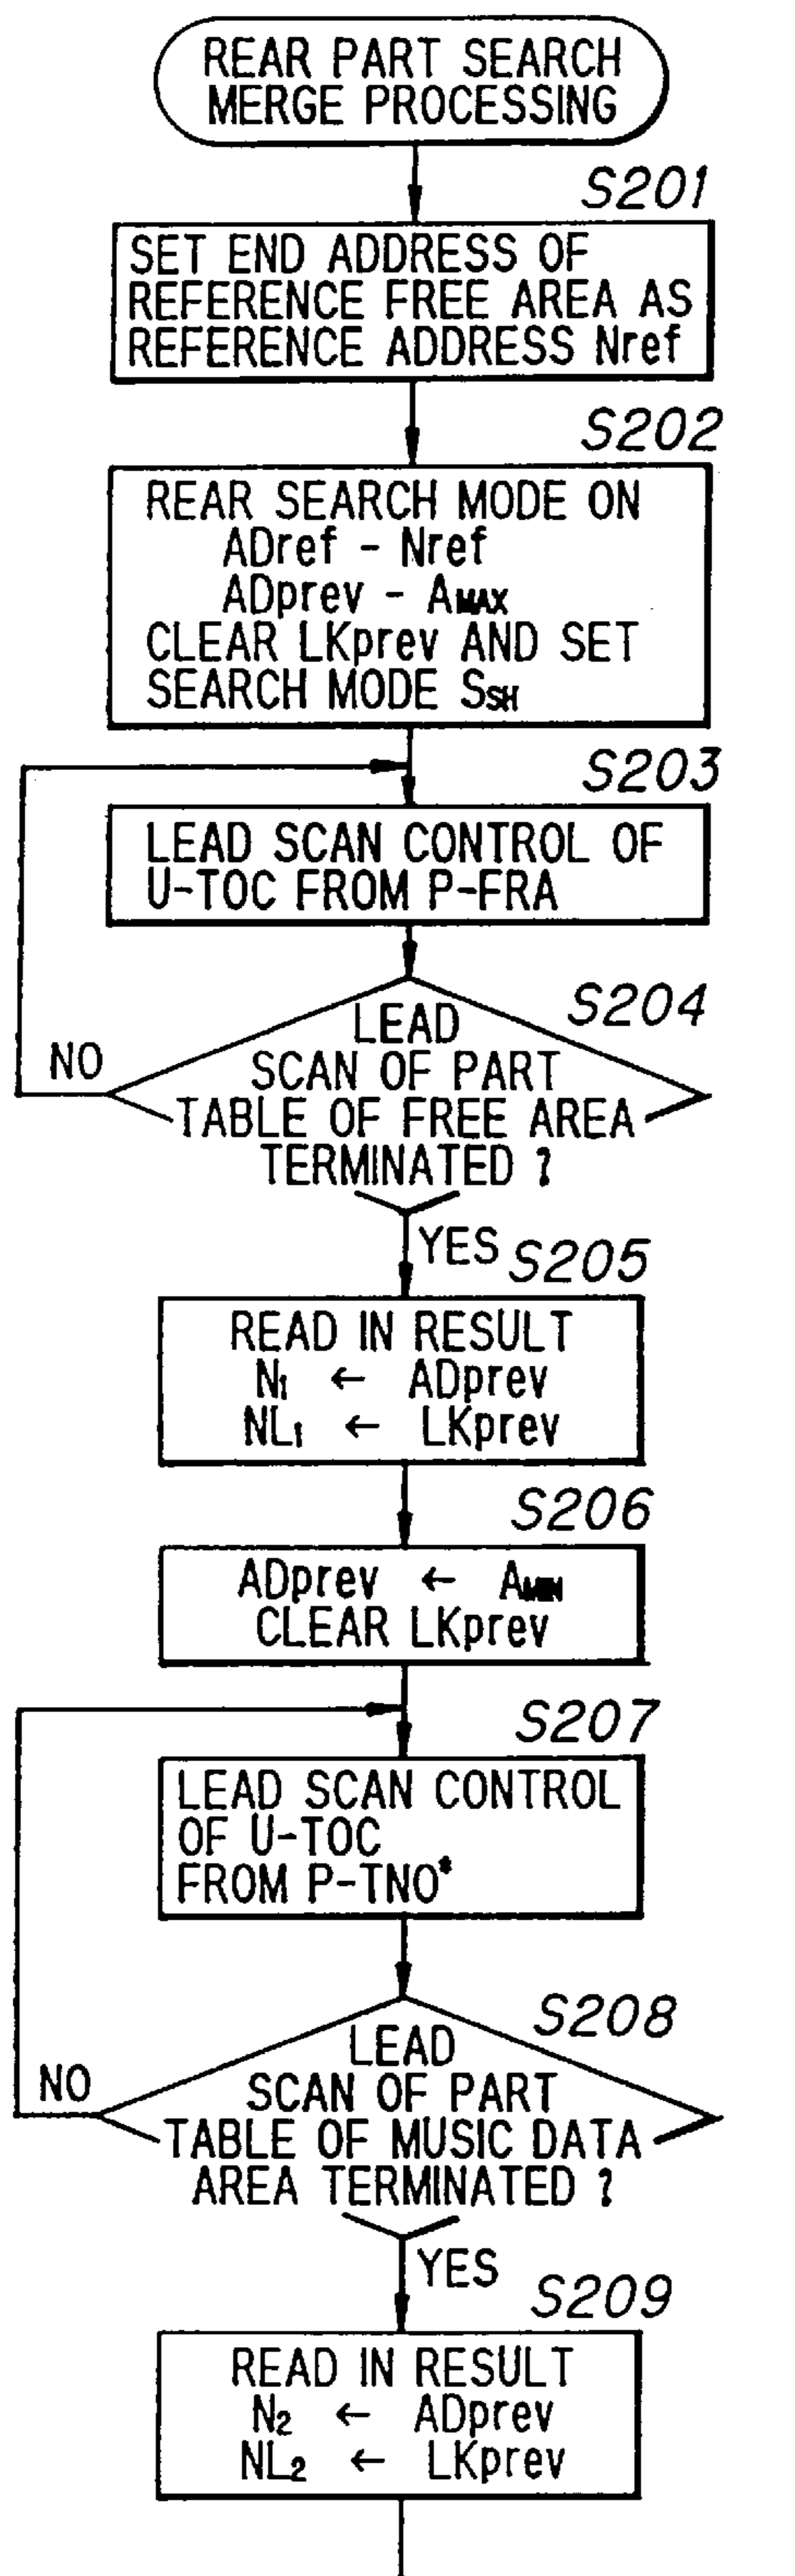 REAR PART SEARCH
MERGE PROCESSING
S201
SET END ADDRESS OF
REFERENCE FREE AREA AS
REFERENCE ADDRESS Nref
S202
REAR SEARCH MODE ON
ADref - Nref
ADprev - AMAX
CLEAR LKprev AND SET
SEARCH MODE SSH
S203
LEAD SCAN CONTROL OF
U-TOC FROM P-FRA
S204
LEAD
SCAN OF PART
TABLE OF FREE AREA
TERMINATED ?
NO
YES
S205
READ IN RESULT
N1 ← ADprev
NL1 ← LKprev
S206
ADprev ← AMIN
CLEAR LKprev
S207
LEAD SCAN CONTROL
OF U-TOC
FROM P-TNO*
S208
LEAD
SCAN OF PART
TABLE OF MUSIC DATA
AREA TERMINATED ?
NO
YES
S209
READ IN RESULT
N2 ← ADprev
NL2 ← LKprev